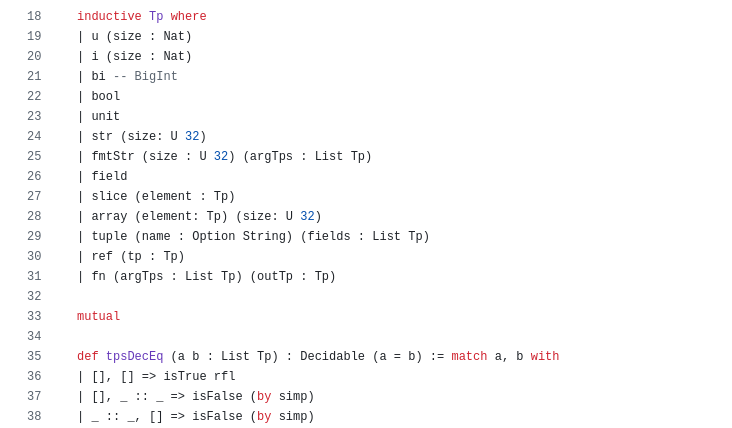 18 inductive Tp where
19 | u (size : Nat)
20 | i (size : Nat)
21 | bi -- BigInt
22 | bool
23 | unit
24 | str (size: U 32)
25 | fmtStr (size : U 32) (argTps : List Tp)
26 | field
27 | slice (element : Tp)
28 | array (element: Tp) (size: U 32)
29 | tuple (name : Option String) (fields : List Tp)
30 | ref (tp : Tp)
31 | fn (argTps : List Tp) (outTp : Tp)
32
33 mutual
34
35 def tpsDecEq (a b : List Tp) : Decidable (a = b) := match a, b with
36 | [], [] => isTrue rfl
37 | [], _ :: _ => isFalse (by simp)
38 | _ :: _, [] => isFalse (by simp)